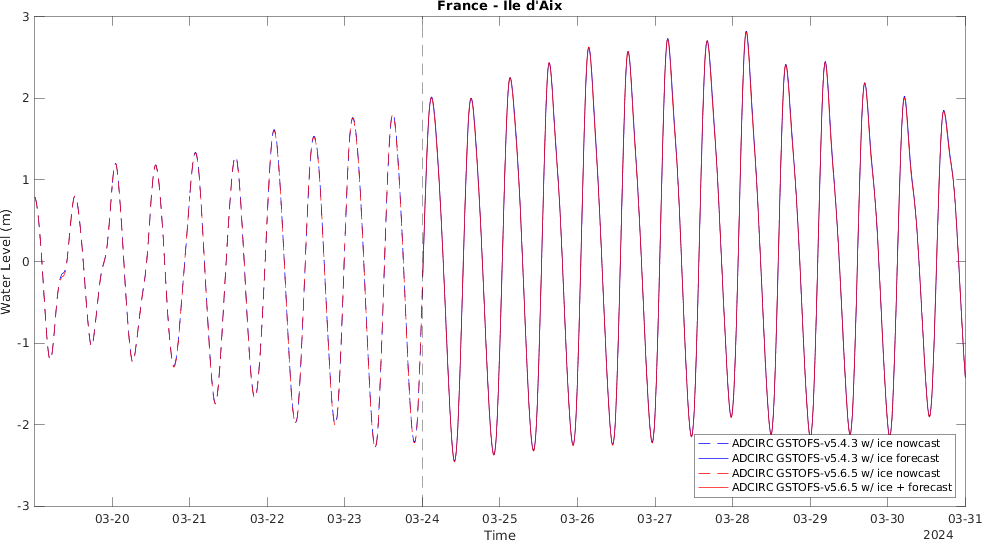 France - Ile d'Aix
Water Level (m)
3
2
1
0
-1
-2
-3
ADCIRC GSTOFS-v5.4.3 w/ ice nowcast
ADCIRC GSTOFS-v5.4.3 w/ ice forecast
ADCIRC GSTOFS-v5.6.5 w/ ice nowcast
ADCIRC GSTOFS-v5.6.5 w/ ice + forecast
03-20 03-21 03-22 03-23 03-24 03-25 03-26 03-27 03-28 03-29 03-30 03-31
Time
2024